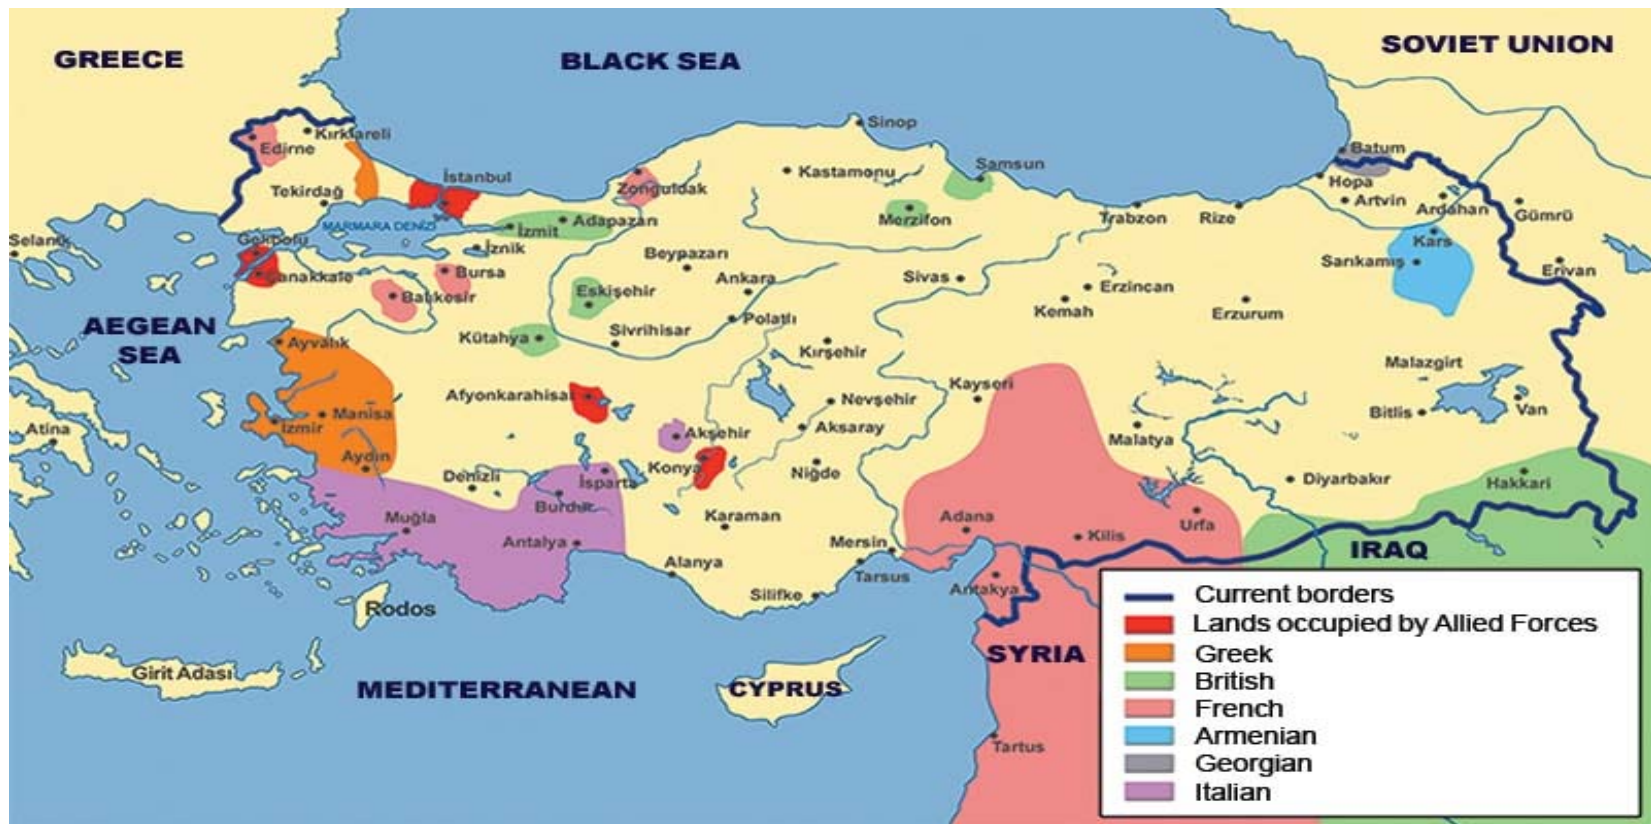 GREECE
BLACK SEA
SOVIET UNION
Sinop
Kırklareli
Edirne
Batum
Samsun
İstanbul
Kastamonu
Zonguldak
Hopa
Tekirdağ
Artvin
Ardahan
Gümrü
Merzifon
Trabzon
Rize
MARMARA DENİZİ
İzmit
Adapazarı
Selanik
Gelibolu
İznik
Kars
Beypazarı
Sarıkamış
Erivan
Çanakkale
Bursa
Ankara
Sivas
Erzincan
Balıkesir
Eskişehir
Kemah
Erzurum
AEGEAN
SEA
Polatlı
Sivrihisar
Kütahya
Ayvalık
Kırşehir
Malazgirt
Kayseri
Afyonkarahisar
Nevşehir
Bitlis
Van
Manisa
İzmir
Atina
Akşehir
Aksaray
Malatya
Aydın
Konya
Niğde
Denizli
İsparta
Diyarbakır
Hakkari
Burdur
Muğla
Karaman
Adana
Urfa
Kilis
Antalya
Mersin
IRAQ
Alanya
Tarsus
Antakya
Silifke
Rodos
SYRIA
Girit Adası
MEDITERRANEAN
CYPRUS
Tartus
Current borders
Lands occupied by Allied Forces
Greek
British
French
Armenian
Georgian
Italian